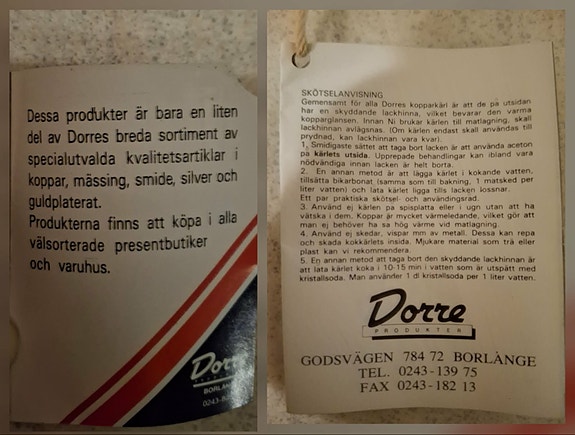 Dessa produkter är bara en liten
del av Dorres breda sortiment av
specialutvalda kvalitetsartiklar i
koppar, mässing, smide, silver och
guldplaterat.
Produkterna finns att köpa i alla
välsorterade presentbutiker
och varuhus.
Dorre
BORLÄNGE
0243-82
SKÖTSELANVISNING
Gemensamt för alla Dorres kopparkärl är att de på utsidan
har en skyddande lackhinna, vilket bevarar den varma
kopparglansen. Innan Ni brukar kärlen till matlagning, skall
lackhinnan avlägsnas. (Om kärlen endast skall användas till
prydnad, kan lackhinnan vara kvar).
1, Smidigaste sättet att taga bort lacken är att använda aceton
på kärlets utsida. Upprepade behandlingar kan ibland vara
nödvändiga innan lacken är helt borta.
2. En annan metod är att lägga kärlet i kokande vatten,
tillsätta bikarbonat (samma som till bakning, 1 matsked per
liter vatten) och lata kärlet ligga tills lacken lossnar.
Ett par praktiska skötsel- och användningsrad.
3. Använd ej kärlen pa spisplatta eller i ugn utan att ha
vätska i dem. Koppar är mycket värmeledande, vilket gör att
man ej behöver ha sa hög värme vid matlagning.
4. Använd ej skedar, vispar mm av metall. Dessa kan repa
och skada kokkärlets insida. Mjukare material som trä eller
plast kan vi rekommendera.
5. En annan metod att taga bort den skyddande lackhinnan är
att lata kärlet koka i 10-15 min i vatten som är utspätt med
kristallsoda. Man använder 1 dl kristallsoda per 1 liter vatten.
Dorre
PRODUKTER
GODSVÄGEN 784 72 BORLÄNGE
TEL. 0243-139 75
FAX 0243-182 13